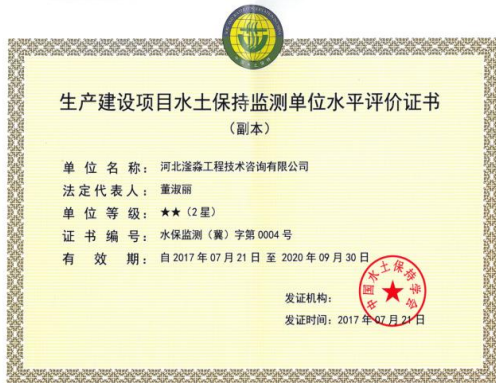 生产建设项目水土保持监测单位水平评价证书
（副本）
单位名称：河北滏淼工程技术咨询有限公司
法定代表人：董淑丽
单位等级：★★（2星）
证书编号：水保监测（冀）字第0004号
有效期：自2017年07月21日至2020年09月30日
发证机构：
中国水土保持学会
发证时间：2017年07月21日